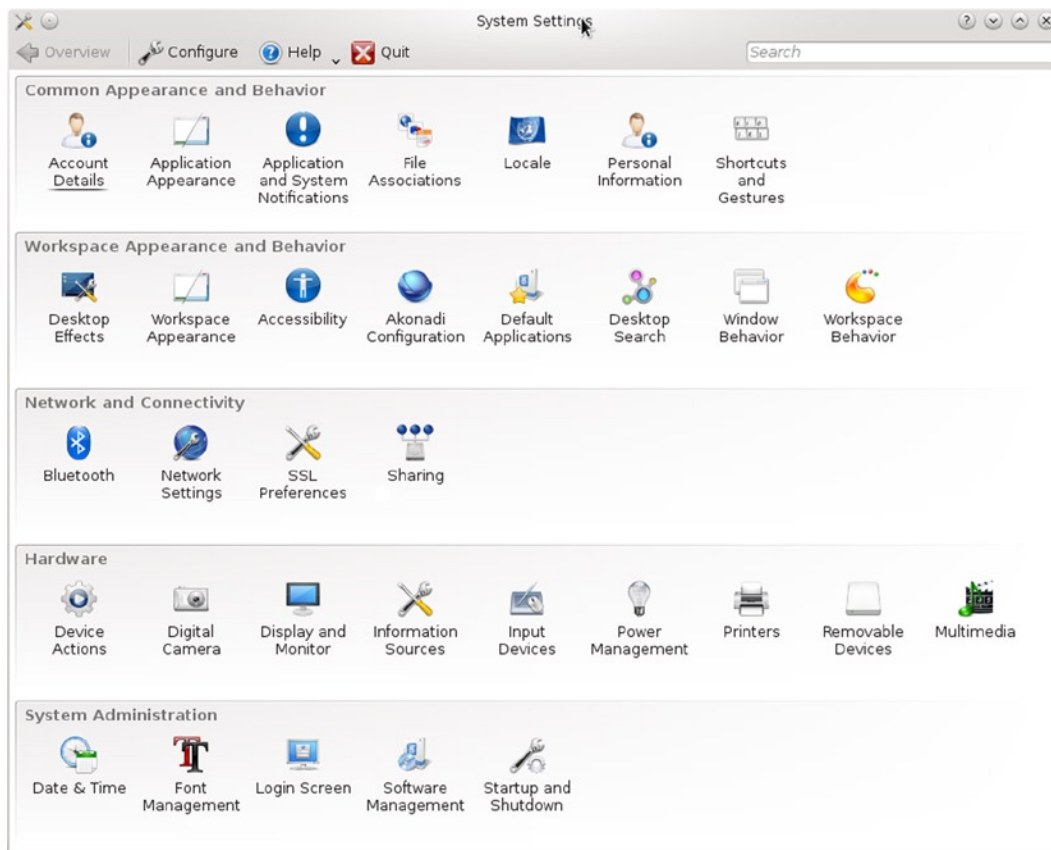 System Settings
Overview Configure Help Quit Search
Common Appearance and Behavior
Account Details
Application Appearance
Application and System Notifications
File Associations
Locale
Personal Information
Shortcuts and Gestures
Workspace Appearance and Behavior
Desktop Effects
Workspace Appearance
Accessibility
Akonadi Configuration
Default Applications
Desktop Search
Window Behavior
Workspace Behavior
Network and Connectivity
Bluetooth
Network Settings
SSL Preferences
Sharing
Hardware
Device Actions
Digital Camera
Display and Monitor
Information Sources
Input Devices
Power Management
Printers
Removable Devices
Multimedia
System Administration
Date & Time
Font Management
Login Screen
Software Management
Startup and Shutdown